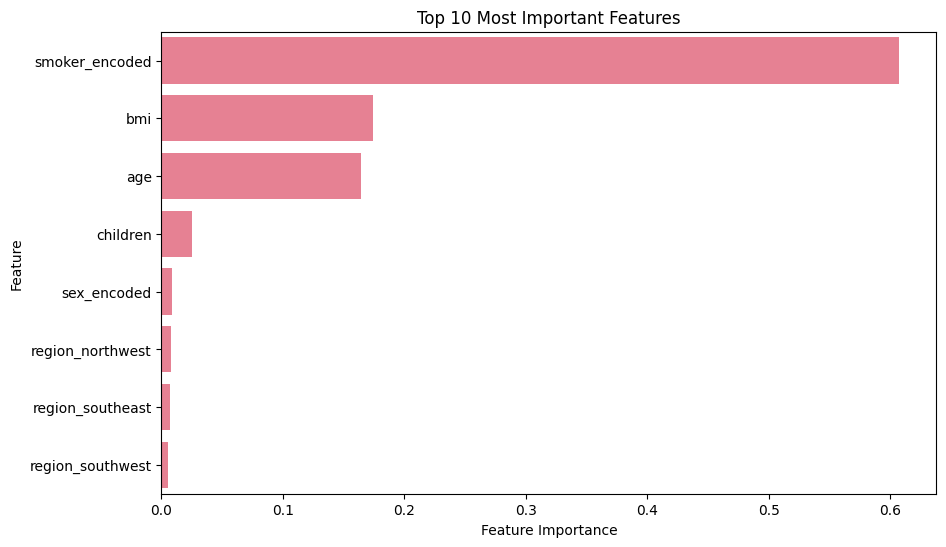 Top 10 Most Important Features
Feature
smoker_encoded
bmi
age
children
sex_encoded
region_northwest
region_southeast
region_southwest
0.0 0.1 0.2 0.3 0.4 0.5 0.6
Feature Importance